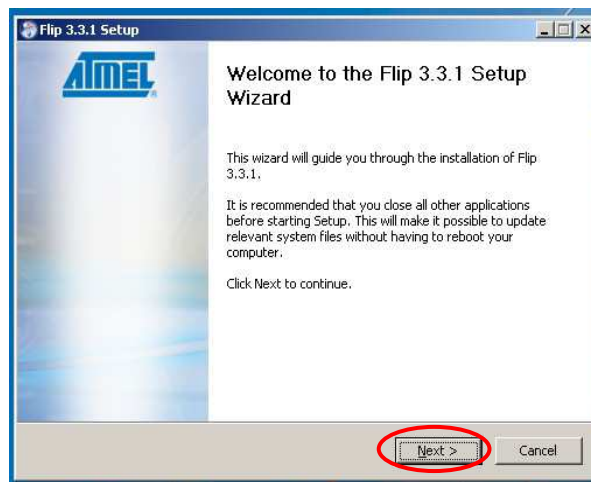 Flip 3.3.1 Setup
ATMEL
Welcome to the Flip 3.3.1 Setup
Wizard
This wizard will guide you through the installation of Flip
3.3.1.
It is recommended that you close all other applications
before starting Setup. This will make it possible to update
relevant system files without having to reboot your
computer.
Click Next to continue.
Next >
Cancel